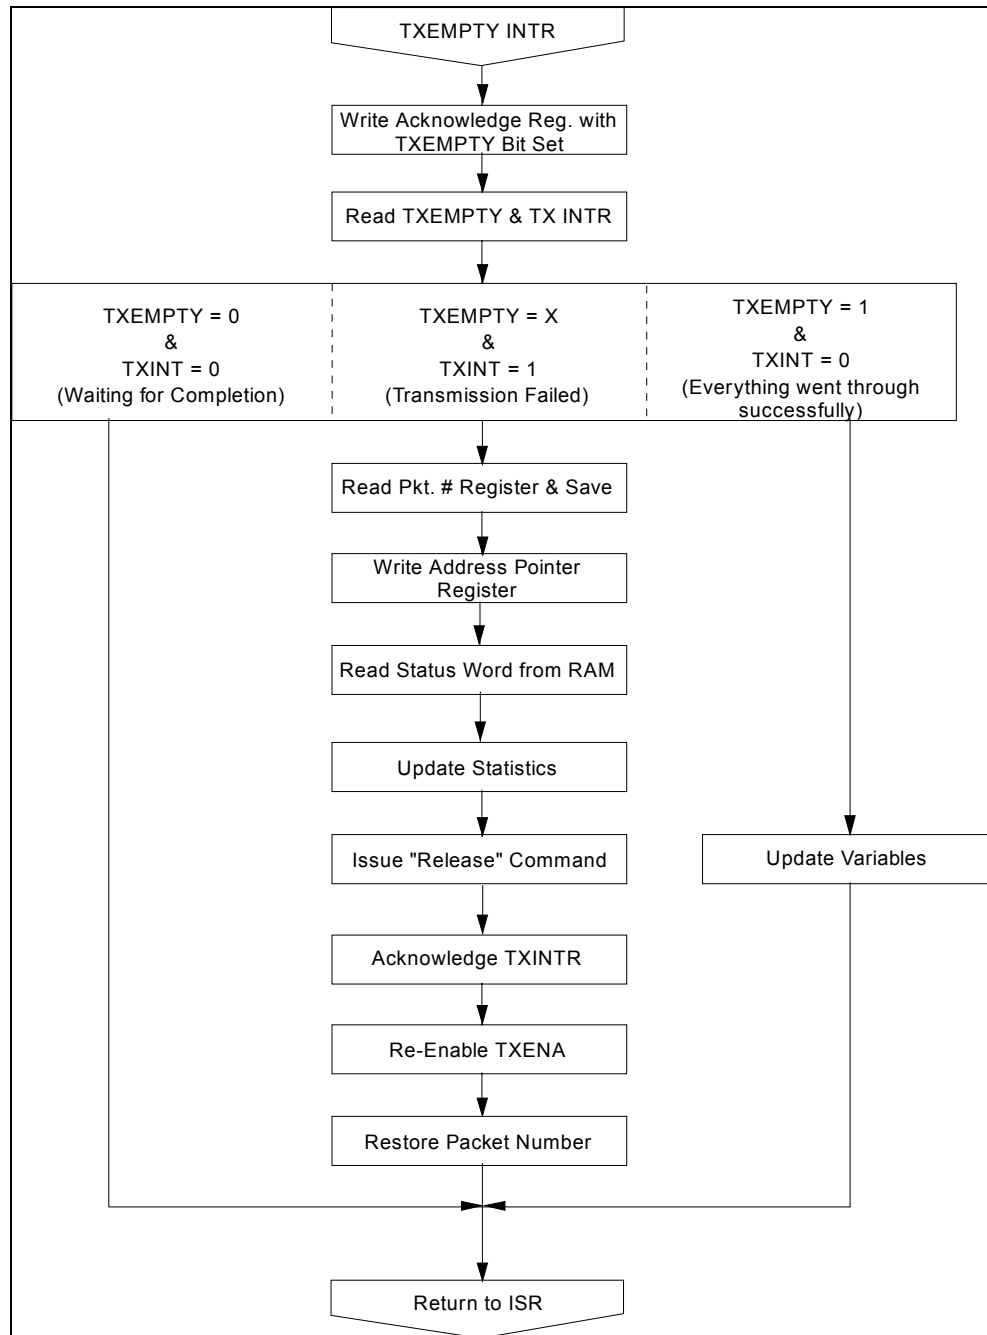 TXEMPTY INTR
Write Acknowledge Reg. with
TXEMPTY Bit Set
Read TXEMPTY & TX INTR
TXEMPTY = 0
&
TXINT = 0
(Waiting for Completion)
TXEMPTY = X
&
TXINT = 1
(Transmission Failed)
TXEMPTY = 1
&
TXINT = 0
(Everything went through
successfully)
Read Pkt. # Register & Save
Write Address Pointer
Register
Read Status Word from RAM
Update Statistics
Issue "Release" Command
Update Variables
Acknowledge TXINTR
Re-Enable TXENA
Restore Packet Number
Return to ISR